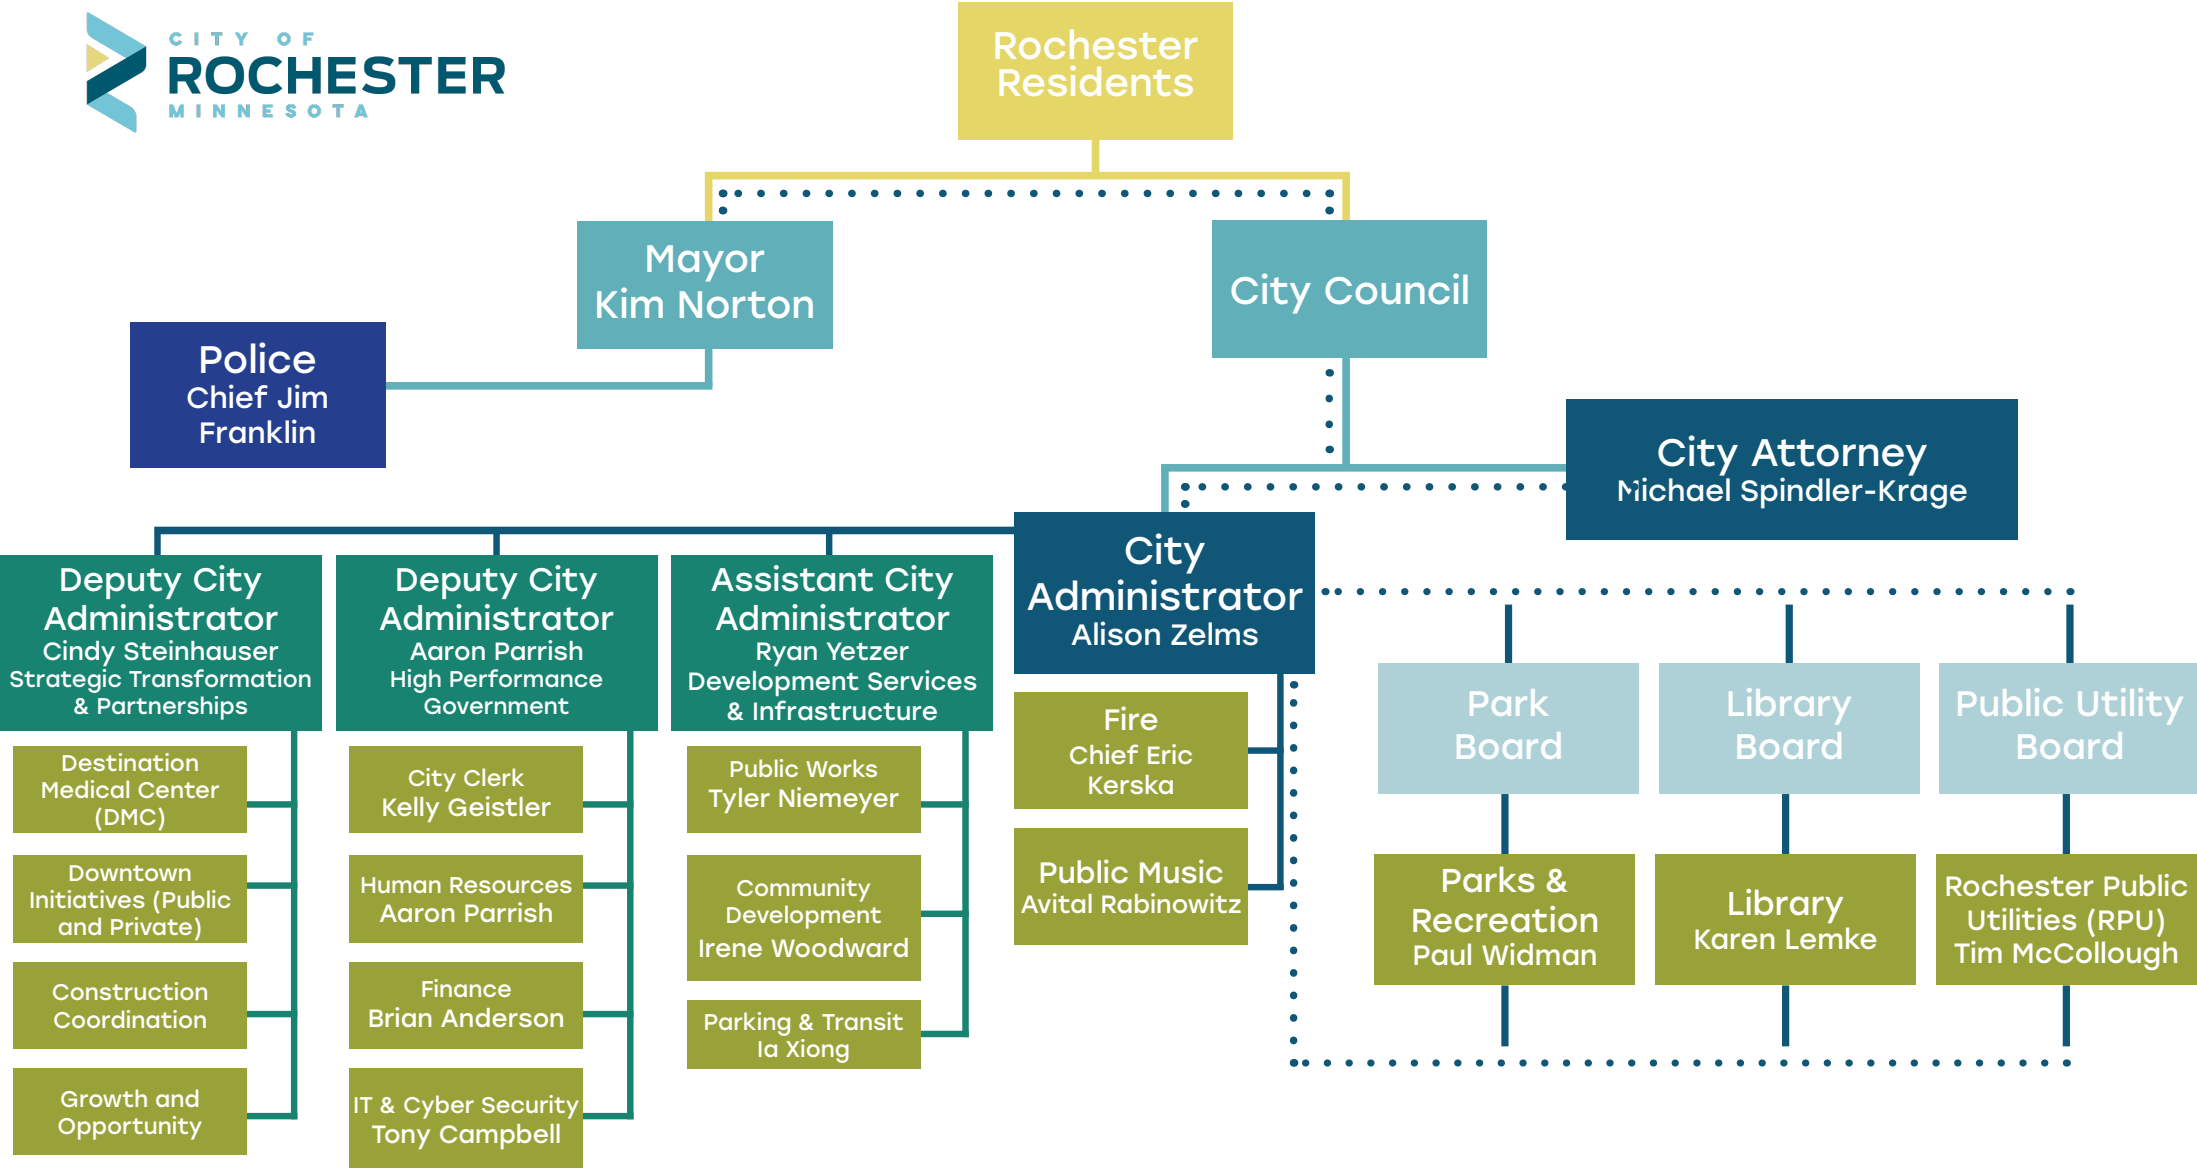 CITY OF
ROCHESTER
MINNESOTA
Rochester
Residents
Mayor
Kim Norton
City Council
Police
Chief Jim
Franklin
City Attorney
Michael Spindler-Krage
City
Administrator
Alison Zelms
Deputy City
Administrator
Cindy Steinhauser
Strategic Transformation
& Partnerships
Deputy City
Administrator
Aaron Parrish
High Performance
Government
Assistant City
Administrator
Ryan Yetzer
Development Services
& Infrastructure
Destination
Medical Center
(DMC)
Downtown
Initiatives (Public
and Private)
Construction
Coordination
Growth and
Opportunity
City Clerk
Kelly Geistler
Human Resources
Aaron Parrish
Finance
Brian Anderson
IT & Cyber Security
Tony Campbell
Public Works
Tyler Niemeyer
Community
Development
Irene Woodward
Parking & Transit
Ia Xiong
Fire
Chief Eric
Kerska
Public Music
Avital Rabinowitz
Park
Board
Library
Board
Public Utility
Board
Parks &
Recreation
Paul Widman
Library
Karen Lemke
Rochester Public
Utilities (RPU)
Tim McCollough